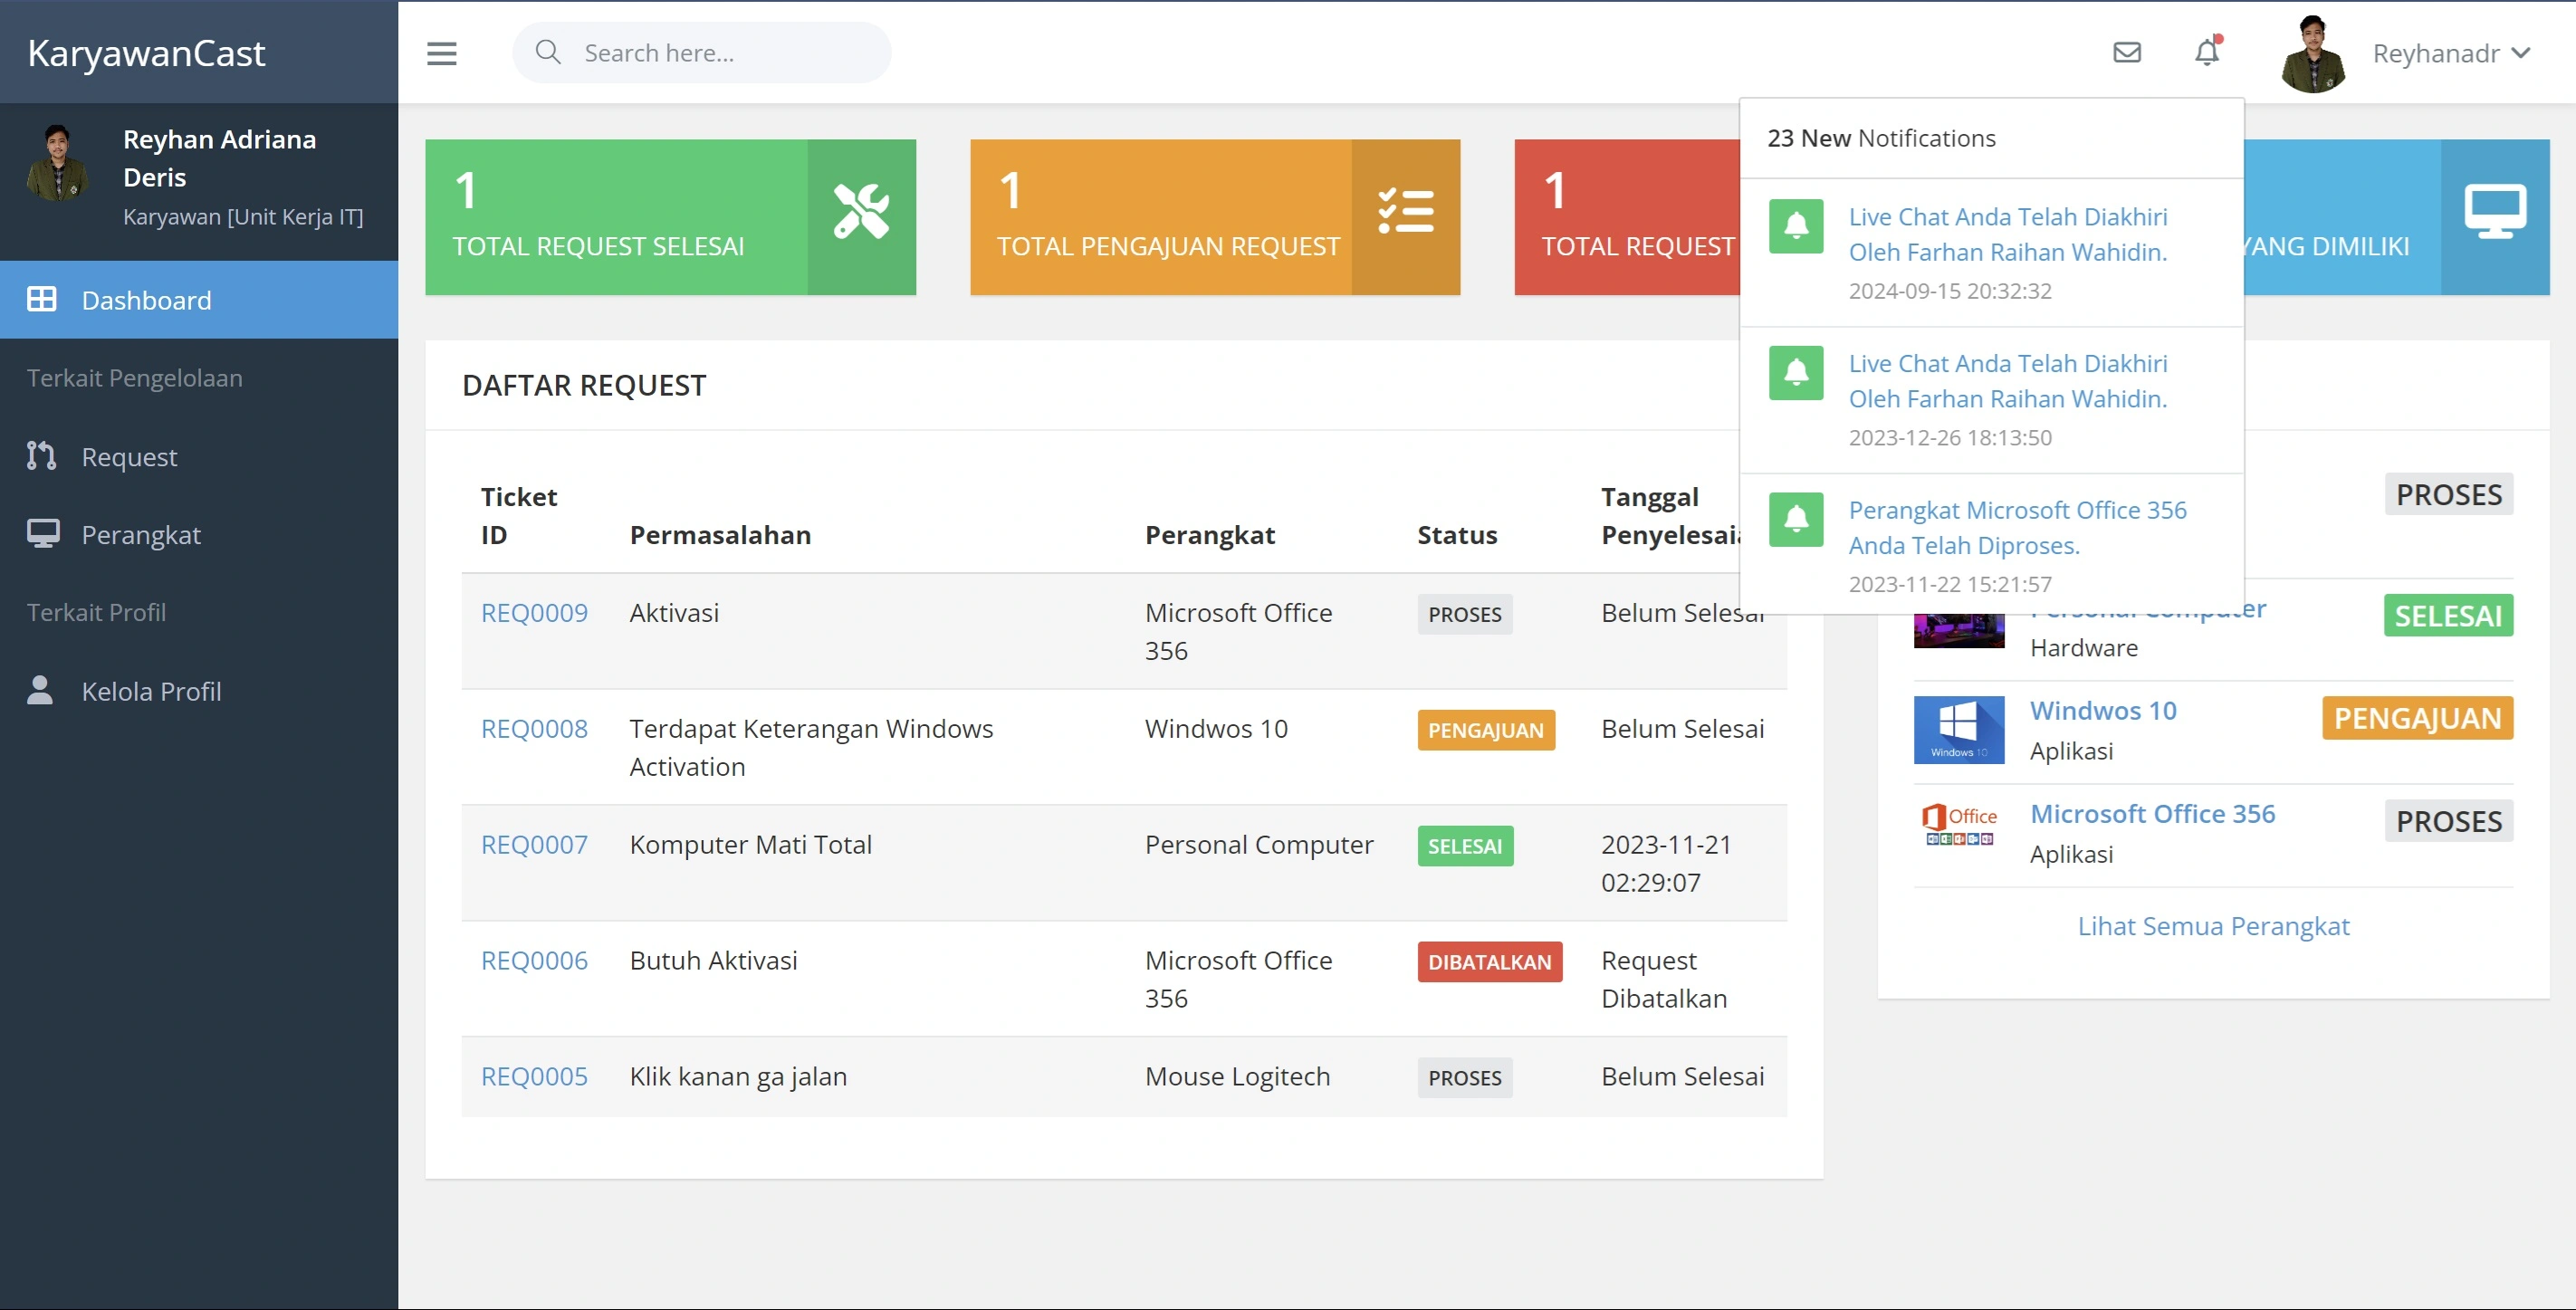 KaryawanCast
Search here...
Reyhanadr
Reyhan Adriana
Deris
Karyawan [Unit Kerja IT]
Dashboard
Terkait Pengelolaan
Request
Perangkat
Terkait Profil
Kelola Profil
1
TOTAL REQUEST SELESAI
1
TOTAL PENGAJUAN REQUEST
1
TOTAL REQUEST
YANG DIMILIKI
23 New Notifications
Live Chat Anda Telah Diakhiri
Oleh Farhan Raihan Wahidin.
2024-09-15 20:32:32
Live Chat Anda Telah Diakhiri
Oleh Farhan Raihan Wahidin.
2023-12-26 18:13:50
Perangkat Microsoft Office 356
Anda Telah Diproses.
2023-11-22 15:21:57
DAFTAR REQUEST
Ticket
ID
Permasalahan
Perangkat
Status
Tanggal
Penyelesaia
REQ0009 Aktivasi Microsoft Office PROSES Belum Selesai
356
REQ0008 Terdapat Keterangan Windows Windwos 10 PENGAJUAN Belum Selesai
Activation
REQ0007 Komputer Mati Total Personal Computer SELESAI 2023-11-21
02:29:07
REQ0006 Butuh Aktivasi Microsoft Office DIBATALKAN Request
356 Dibatalkan
REQ0005 Klik kanan ga jalan Mouse Logitech PROSES Belum Selesai
PROSES
Personal Computer SELESAI
Hardware
Windows 10
Windwos 10 PENGAJUAN
Aplikasi
Office
Microsoft Office 356 PROSES
Aplikasi
Lihat Semua Perangkat